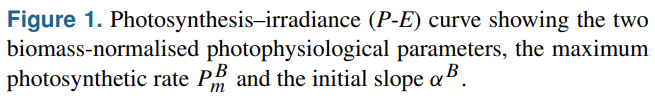 Figure 1. Photosynthesis–irradiance (P-E) curve showing the two
biomass-normalised photophysiological parameters, the maximum
photosynthetic rate P_m^B and the initial slope α^B.